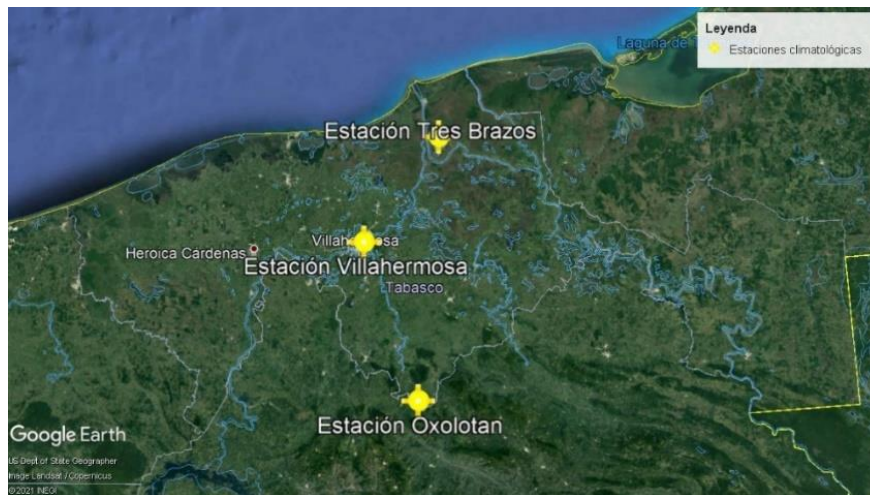 Leyenda
Laguna de
Estaciones climatológicas
Estación Tres Brazos
Villahermosa
Heroica Cárdenas
Estación Villahermosa
Tabasco
Estación Oxolotan
Google Earth
US Dept of State Geographer
Image Landsat / Copernicus
©2021 INEGI